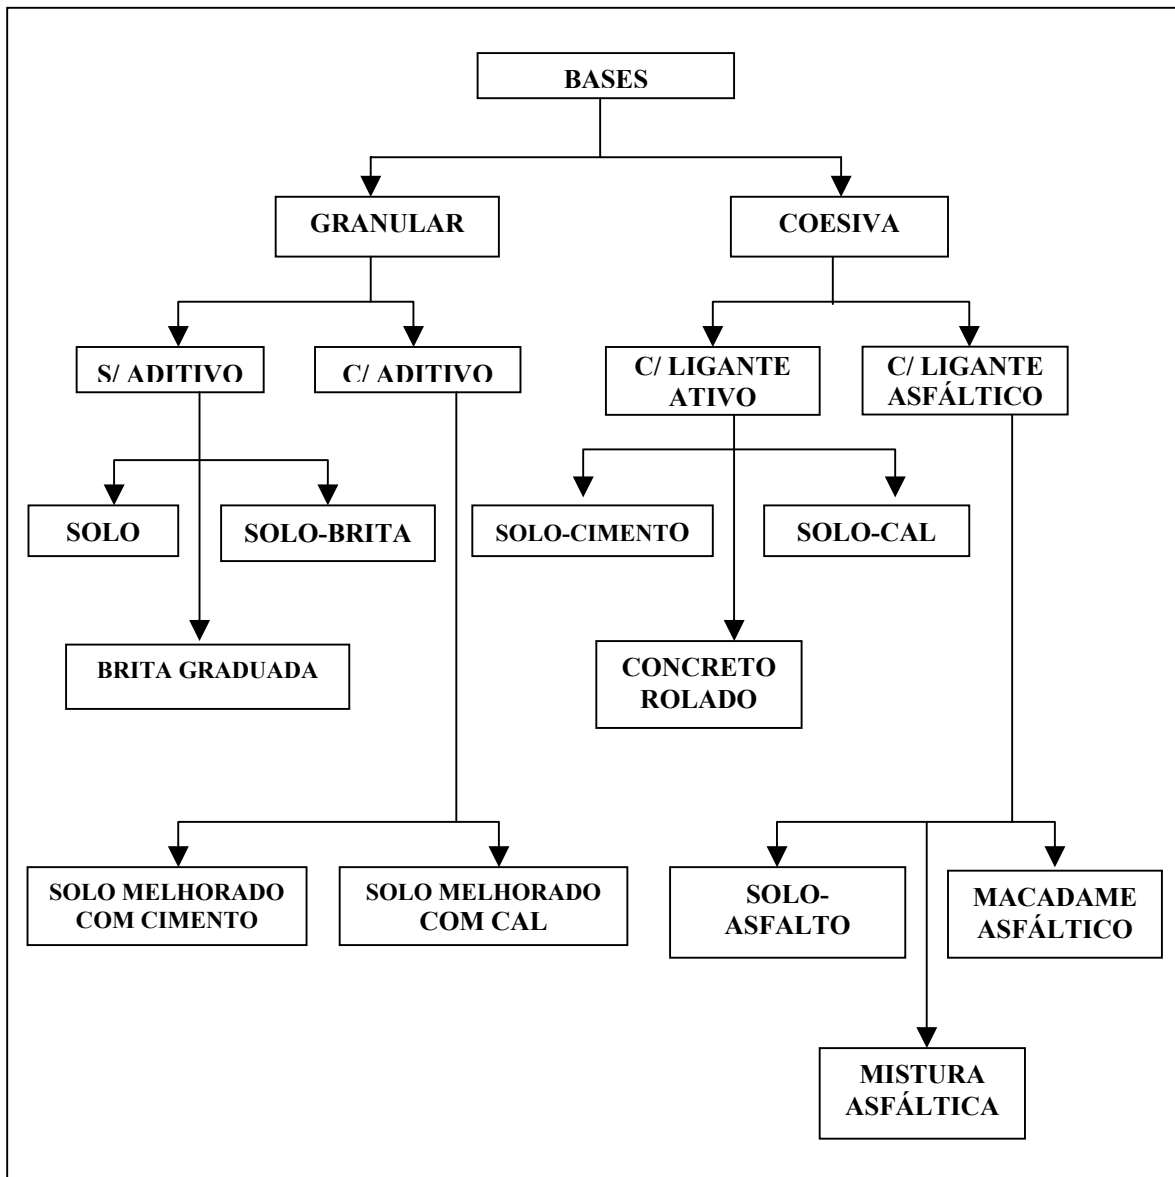 BASES
GRANULAR
COESIVA
S/ ADITIVO
C/ ADITIVO
C/ LIGANTE
ATIVO
C/ LIGANTE
ASFÁLTICO
SOLO
SOLO-BRITA
SOLO-CIMENTO
SOLO-CAL
BRITA GRADUADA
CONCRETO
ROLADO
SOLO MELHORADO
COM CIMENTO
SOLO MELHORADO
COM CAL
SOLO-
ASFALTO
MACADAME
ASFÁLTICO
MISTURA
ASFÁLTICA